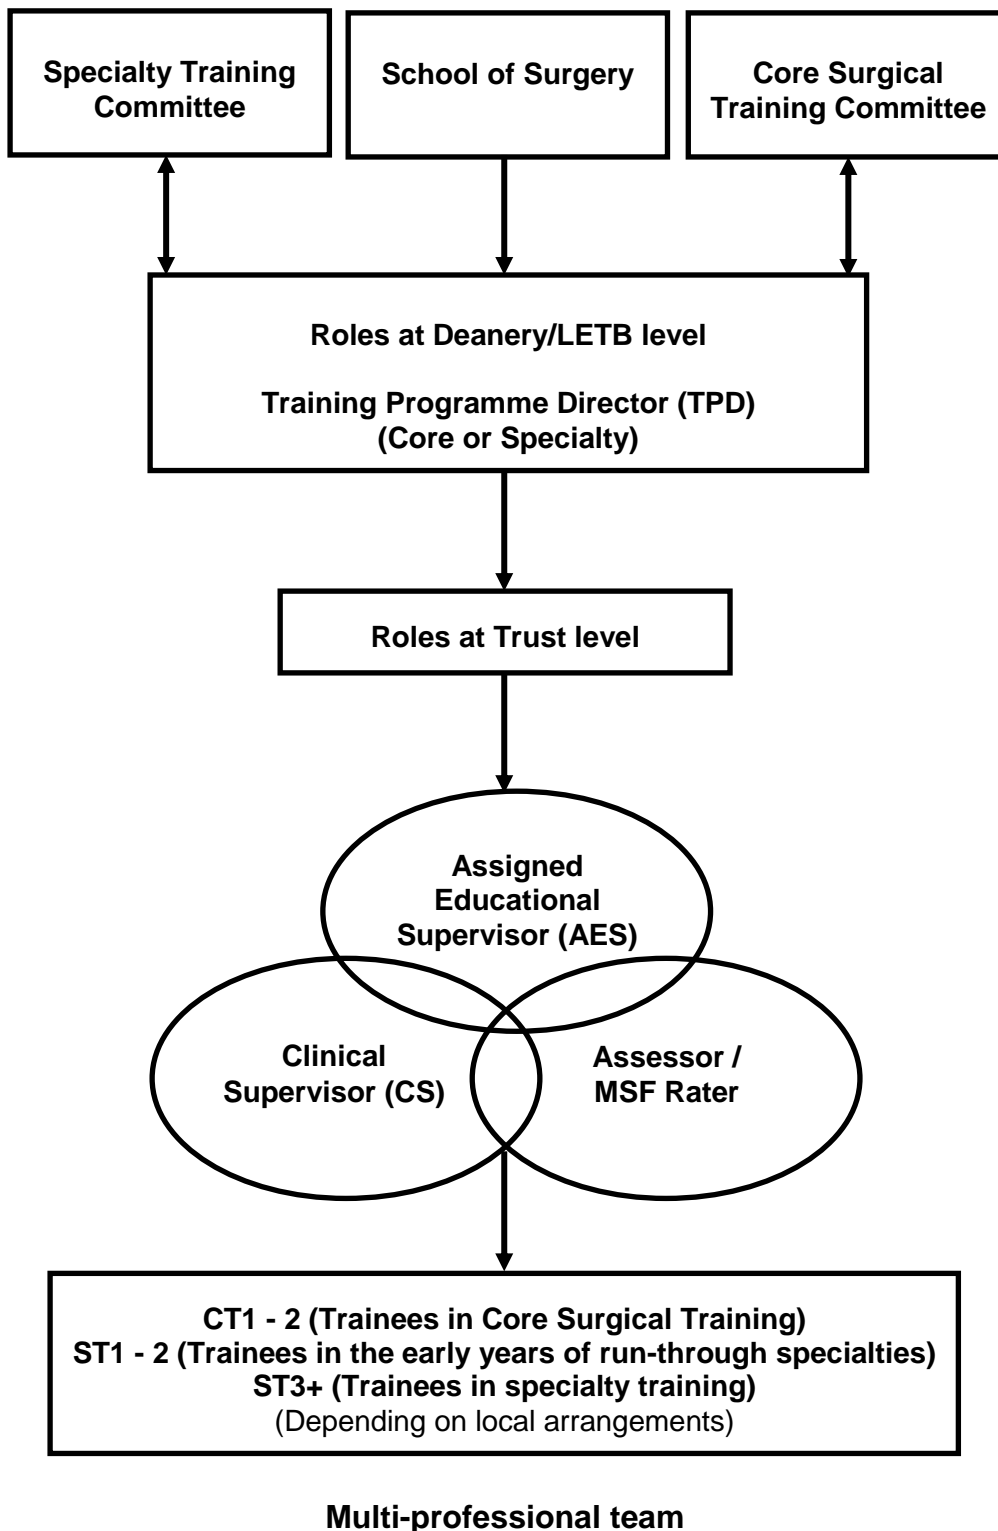 Specialty Training
Committee
School of Surgery
Core Surgical
Training Committee
Roles at Deanery/LETB level
Training Programme Director (TPD)
(Core or Specialty)
Roles at Trust level
Assigned
Educational
Supervisor (AES)
Clinical
Supervisor (CS)
Assessor /
MSF Rater
CT1 - 2 (Trainees in Core Surgical Training)
ST1 - 2 (Trainees in the early years of run-through specialties)
ST3+ (Trainees in specialty training)
(Depending on local arrangements)
Multi-professional team